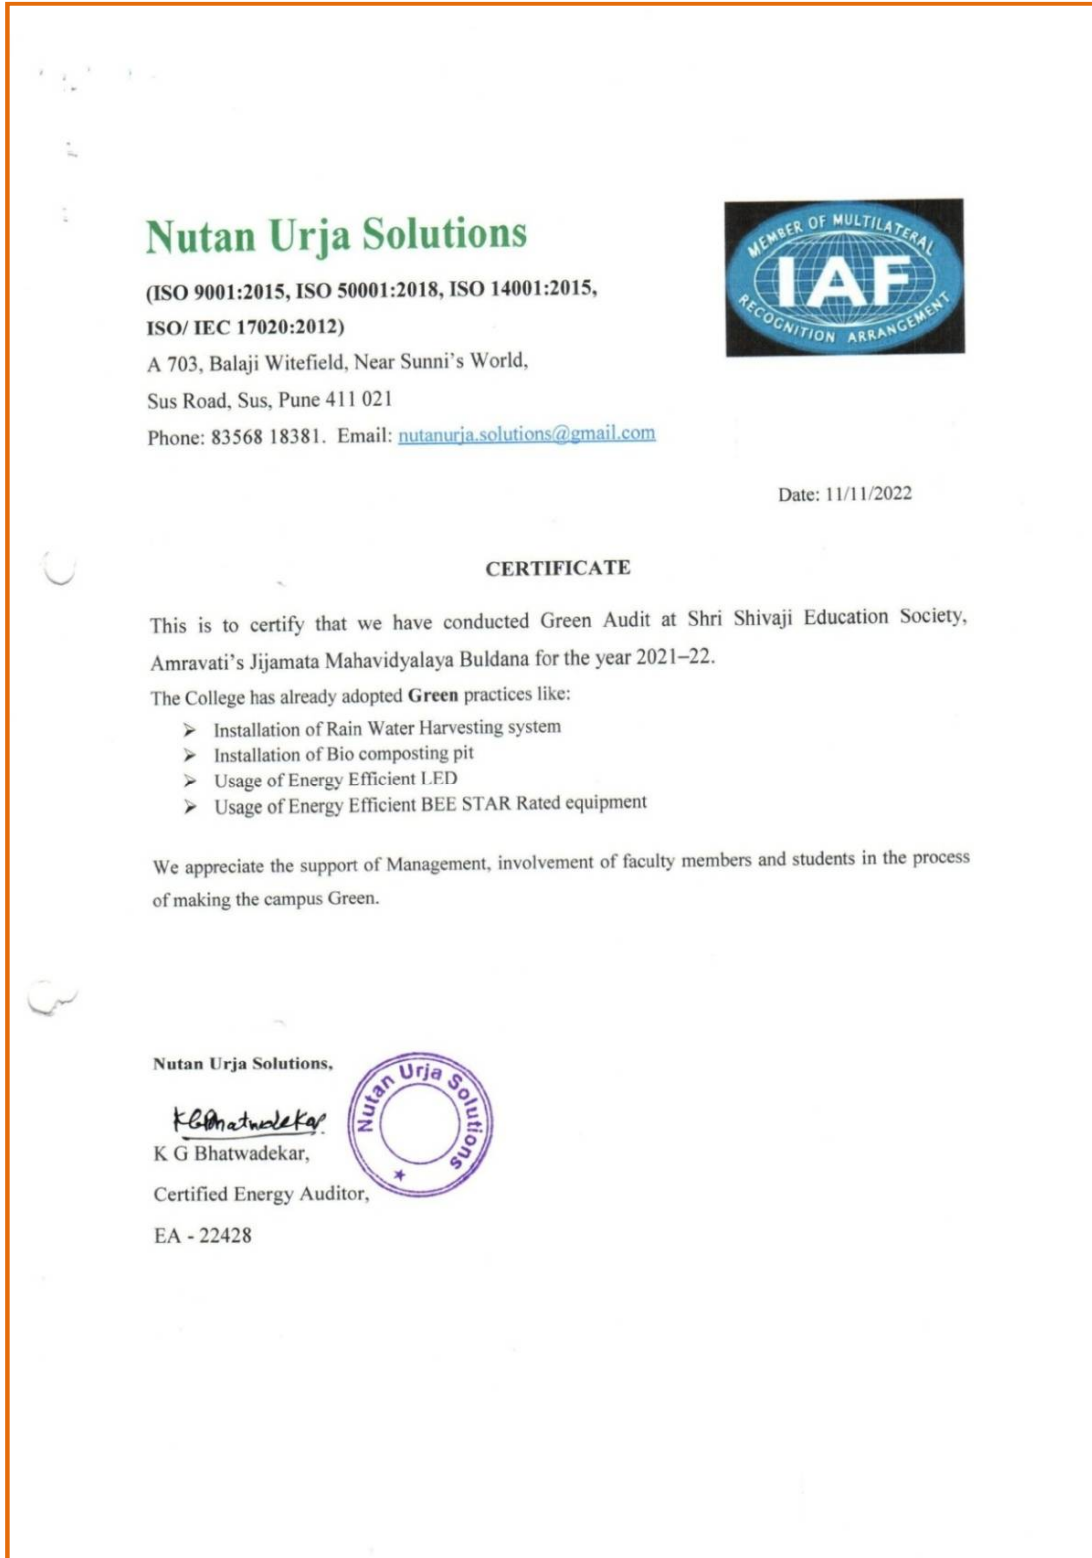 Nutan Urja Solutions
(ISO 9001:2015, ISO 50001:2018, ISO 14001:2015,
ISO/ IEC 17020:2012)
A 703, Balaji Witefield, Near Sunni's World,
Sus Road, Sus, Pune 411 021
Phone: 83568 18381. Email: nutanurja.solutions@gmail.com
MEMBER OF MULTILATERAL
IAF
RECOGNITION ARRANGEMENT
Date: 11/11/2022
CERTIFICATE
This is to certify that we have conducted Green Audit at Shri Shivaji Education Society,
Amravati's Jijamata Mahavidyalaya Buldana for the year 2021–22.
The College has already adopted Green practices like:
➢ Installation of Rain Water Harvesting system
➢ Installation of Bio composting pit
➢ Usage of Energy Efficient LED
➢ Usage of Energy Efficient BEE STAR Rated equipment
We appreciate the support of Management, involvement of faculty members and students in the process
of making the campus Green.
Nutan Urja Solutions,
KGBhatwadekar
K G Bhatwadekar,
Certified Energy Auditor,
EA - 22428
Nutan Urja Solutions